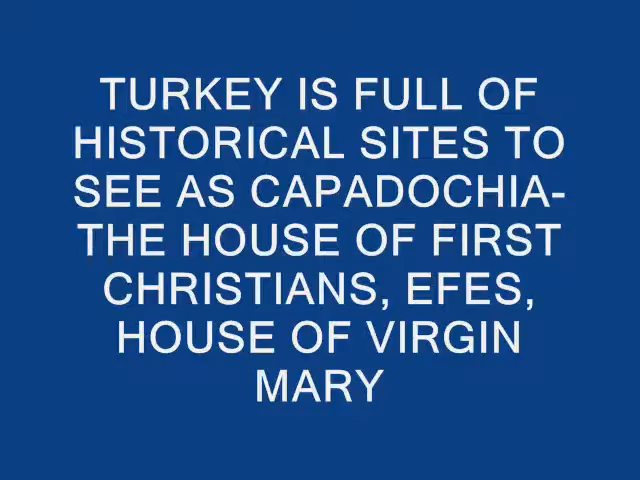 TURKEY IS FULL OF
HISTORICAL SITES TO
SEE AS CAPADOCHIA-
THE HOUSE OF FIRST
CHRISTIANS, EFES,
HOUSE OF VIRGIN
MARY